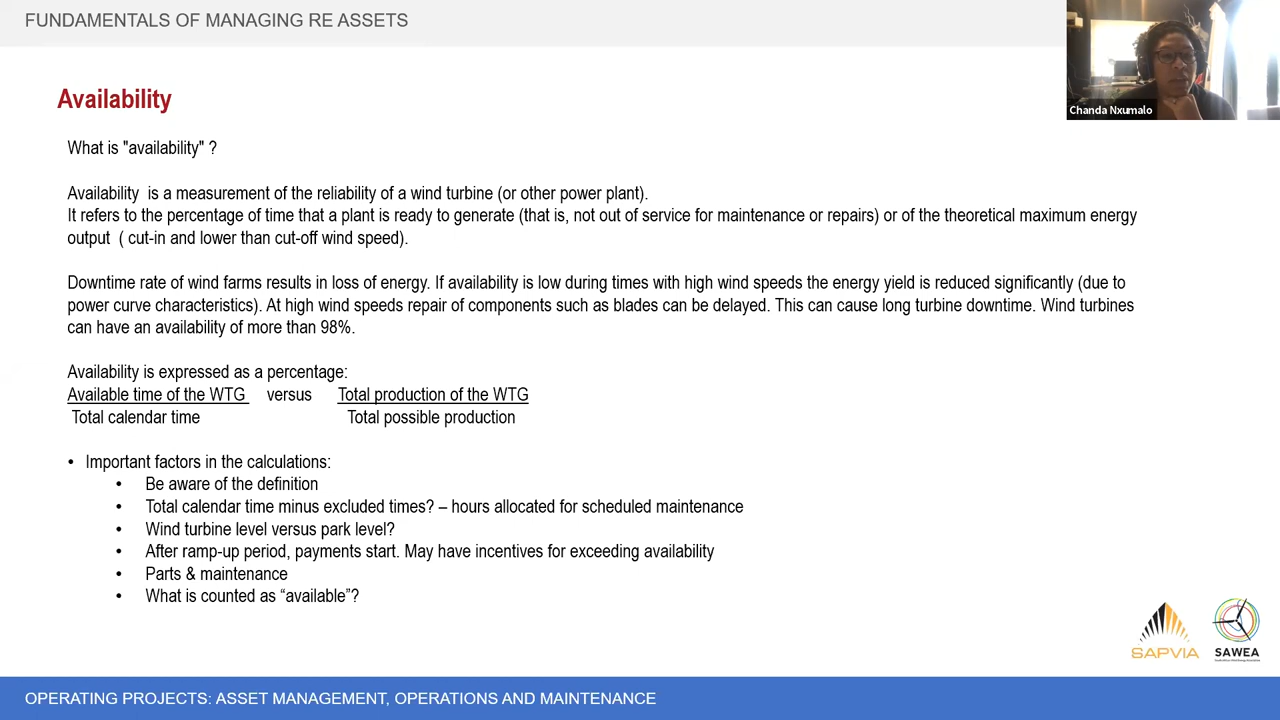 FUNDAMENTALS OF MANAGING RE ASSETS
Chanda Nxumalo
Availability
What is "availability" ?
Availability is a measurement of the reliability of a wind turbine (or other power plant).
It refers to the percentage of time that a plant is ready to generate (that is, not out of service for maintenance or repairs) or of the theoretical maximum energy
output ( cut-in and lower than cut-off wind speed).
Downtime rate of wind farms results in loss of energy. If availability is low during times with high wind speeds the energy yield is reduced significantly (due to
power curve characteristics). At high wind speeds repair of components such as blades can be delayed. This can cause long turbine downtime. Wind turbines
can have an availability of more than 98%.
Availability is expressed as a percentage:
Available time of the WTG versus Total production of the WTG
Total calendar time Total possible production
• Important factors in the calculations:
• Be aware of the definition
• Total calendar time minus excluded times? – hours allocated for scheduled maintenance
• Wind turbine level versus park level?
• After ramp-up period, payments start. May have incentives for exceeding availability
• Parts & maintenance
• What is counted as “available”?
SAPVIA
SAWEA
OPERATING PROJECTS: ASSET MANAGEMENT, OPERATIONS AND MAINTENANCE